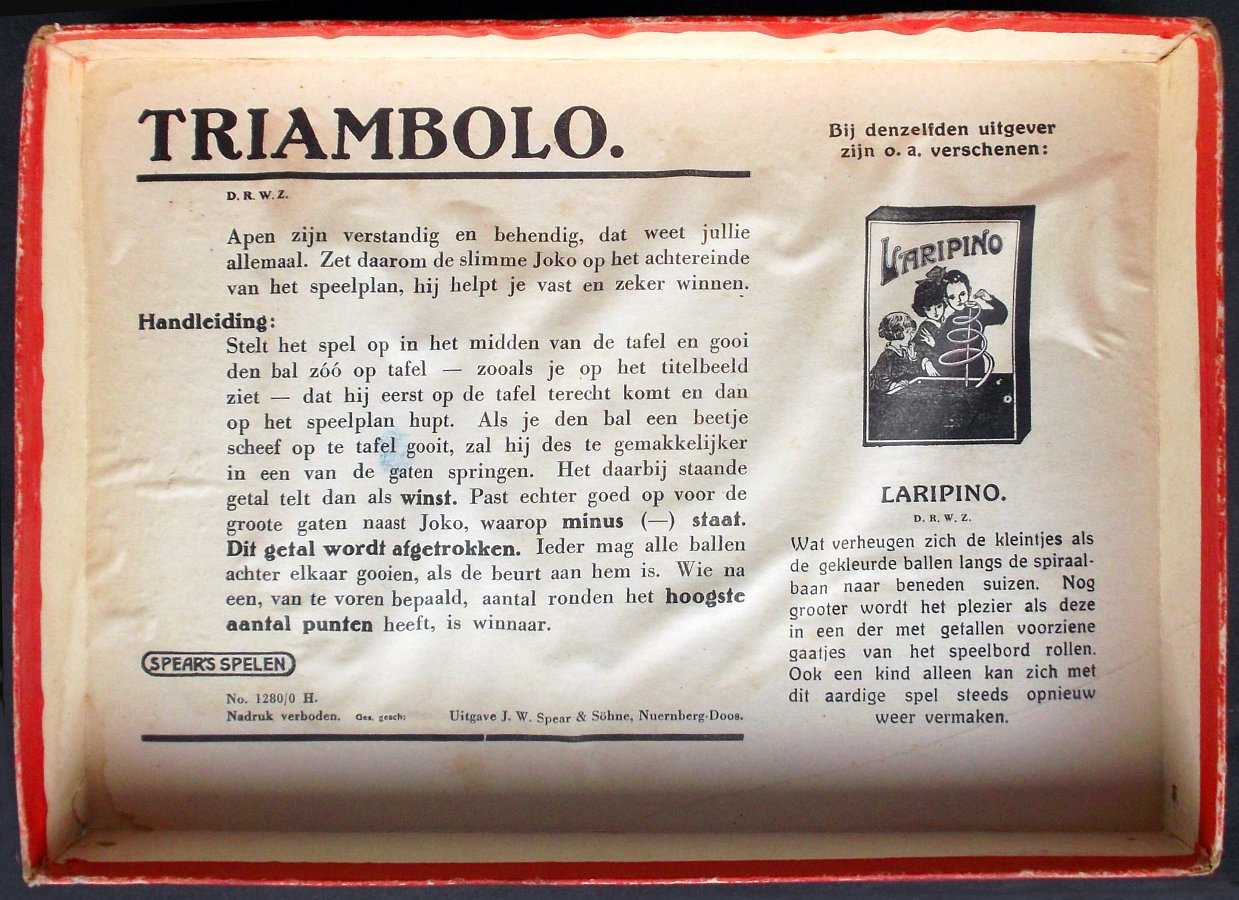 TRIAMBOLO.
D. R. W. Z.
Apen zijn verstandig en behendig, dat weet jullie
allemaal. Zet daarom de slimme Joko op het achtereinde
van het speelplan, hij helpt je vast en zeker winnen.
Handleiding:
Stelt het spel op in het midden van de tafel en gooi
den bal zóó op tafel — zooals je op het titelbeeld
ziet — dat hij eerst op de tafel terecht komt en dan
op het speelplan hupt. Als je den bal een beetje
scheef op te tafel gooit, zal hij des te gemakkelijker
in een van de gaten springen. Het daarbij staande
getal telt dan als winst. Past echter goed op voor de
groote gaten naast Joko, waarop minus (—) staat.
Dit getal wordt afgetrokken. Ieder mag alle ballen
achter elkaar gooien, als de beurt aan hem is. Wie na
een, van te voren bepaald, aantal ronden het hoogste
aantal punten heeft, is winnaar.
SPEAR'S SPELEN
No. 1280/0 H.
Nadruk verboden. Ges. gesch: Uitgave J. W. Spear & Söhne, Nuernberg-Doos.
Bij denzelfden uitgever
zijn o. a. verschenen:
LARIPINO
LARIPINO.
D. R. W. Z.
Wat verheugen zich de kleintjes als
de gekleurde ballen langs de spiraal-
baan naar beneden suizen. Nog
grooter wordt het plezier als deze
in een der met getallen voorziene
gaatjes van het speelbord rollen.
Ook een kind alleen kan zich met
dit aardige spel steeds opnieuw
weer vermaken.